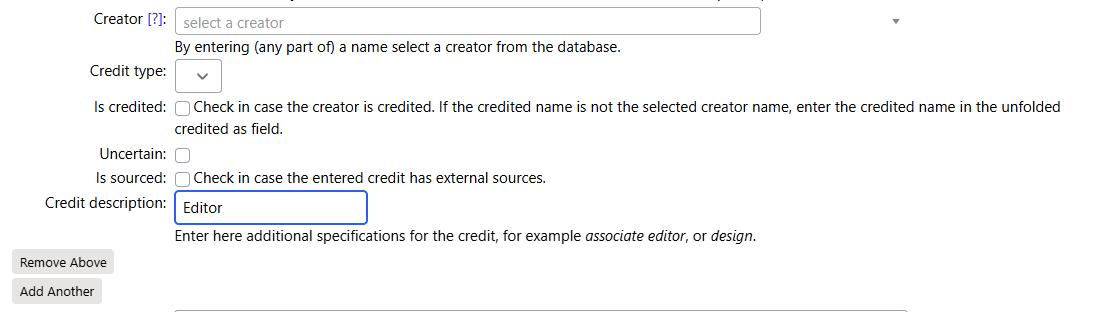 Creator [?]: select a creator
By entering (any part of) a name select a creator from the database.
Credit type:
Is credited: Check in case the creator is credited. If the credited name is not the selected creator name, enter the credited name in the unfolded
credited as field.
Uncertain:
Is sourced: Check in case the entered credit has external sources.
Credit description: Editor
Enter here additional specifications for the credit, for example associate editor, or design.
Remove Above
Add Another